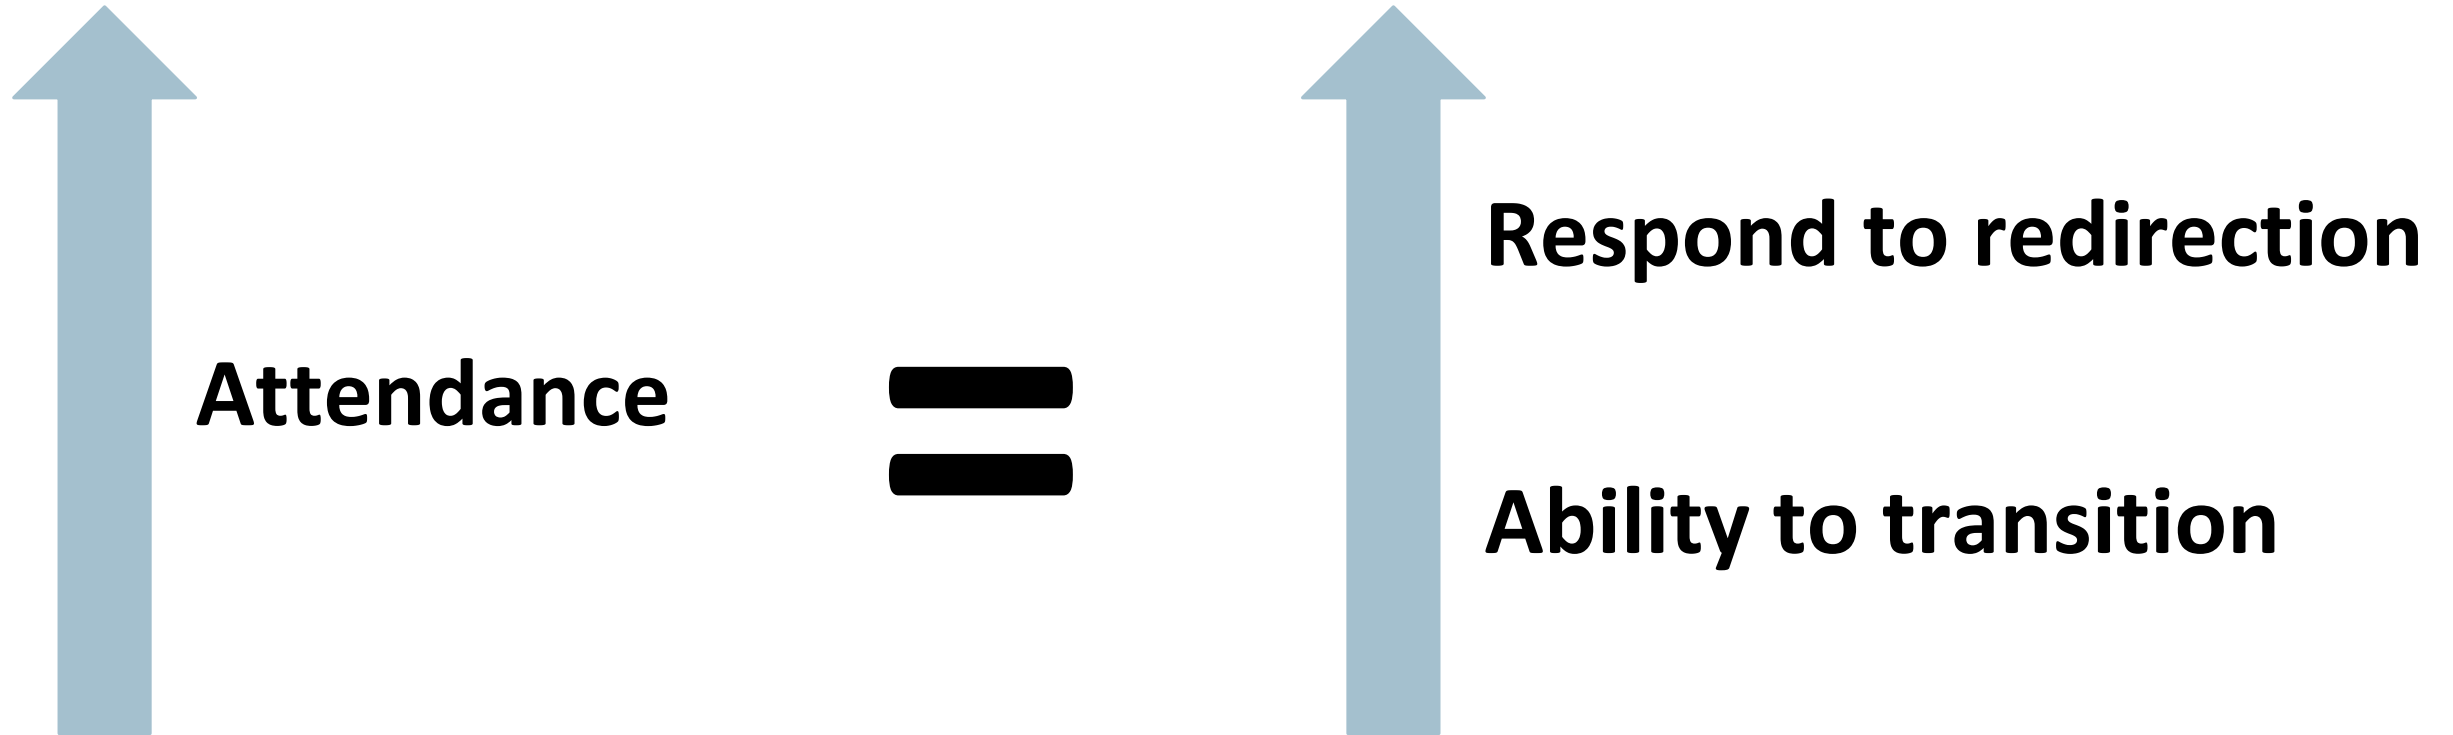 Attendance
=
Respond to redirection
Ability to transition